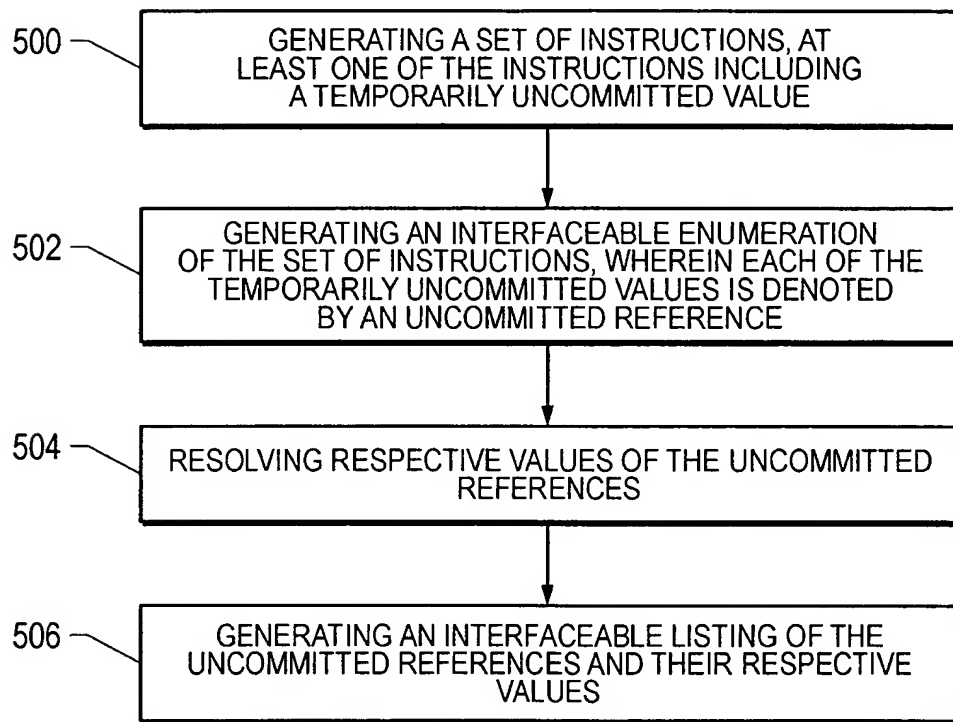 500
GENERATING A SET OF INSTRUCTIONS, AT
LEAST ONE OF THE INSTRUCTIONS INCLUDING
A TEMPORARILY UNCOMMITTED VALUE
502
GENERATING AN INTERFACEABLE ENUMERATION
OF THE SET OF INSTRUCTIONS, WHEREIN EACH OF THE
TEMPORARILY UNCOMMITTED VALUES IS DENOTED
BY AN UNCOMMITTED REFERENCE
504
RESOLVING RESPECTIVE VALUES OF THE UNCOMMITTED
REFERENCES
506
GENERATING AN INTERFACEABLE LISTING OF THE
UNCOMMITTED REFERENCES AND THEIR RESPECTIVE
VALUES